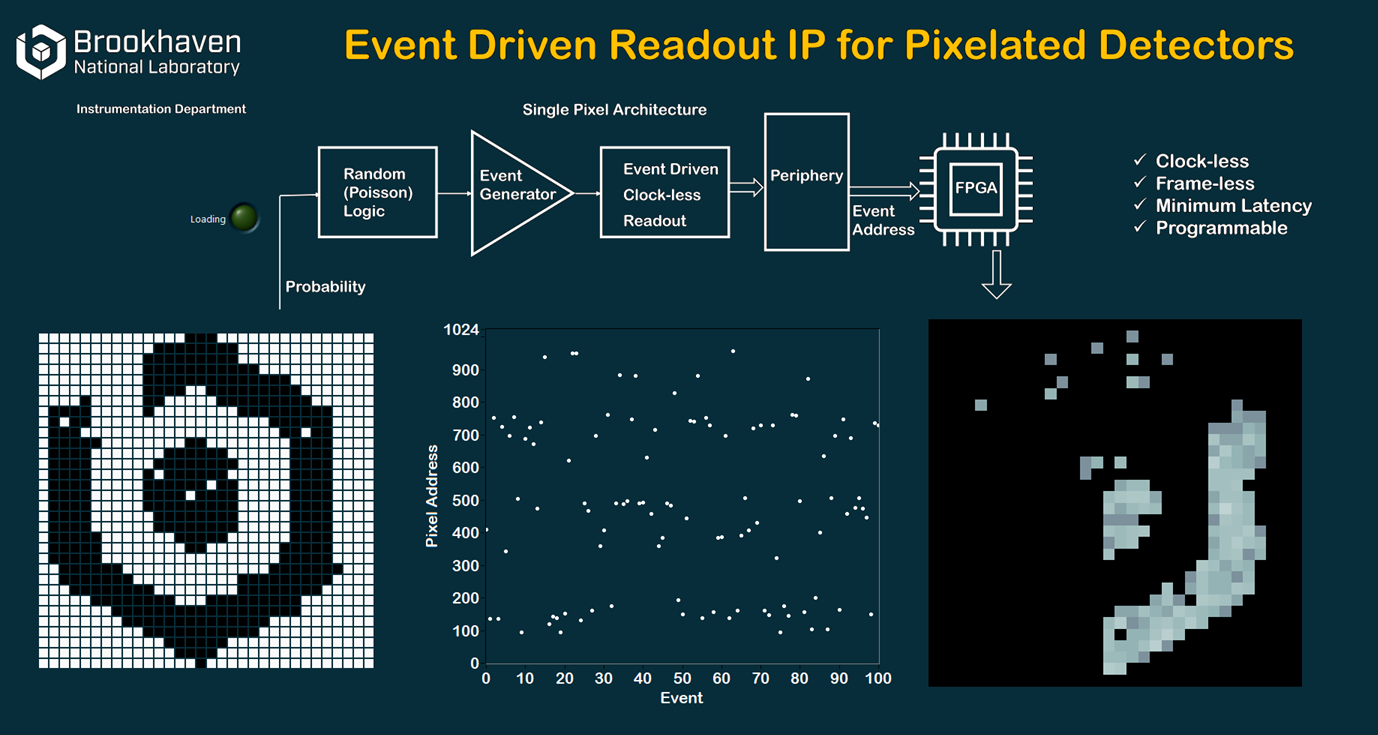 Brookhaven
National Laboratory
Event Driven Readout IP for Pixelated Detectors
Instrumentation Department
Single Pixel Architecture
Loading
Probability
Random
(Poisson)
Logic
Event
Generator
Event Driven
Clock-less
Readout
Periphery
Event
Address
FPGA
✓ Clock-less
✓ Frame-less
✓ Minimum Latency
✓ Programmable
Pixel Address
1024
900
800
700
600
500
400
300
200
100
0
0 10 20 30 40 50 60 70 80 90 100
Event